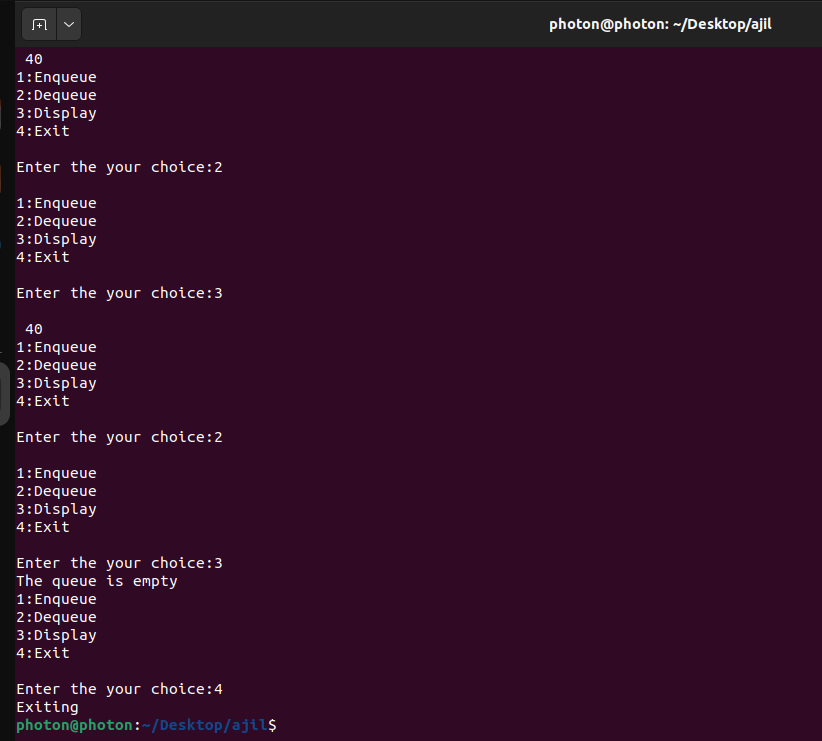 photon@photon: ~/Desktop/ajil
40
1:Enqueue
2:Dequeue
3:Display
4:Exit
Enter the your choice:2
1:Enqueue
2:Dequeue
3:Display
4:Exit
Enter the your choice:3
40
1:Enqueue
2:Dequeue
3:Display
4:Exit
Enter the your choice:2
1:Enqueue
2:Dequeue
3:Display
4:Exit
Enter the your choice:3
The queue is empty
1:Enqueue
2:Dequeue
3:Display
4:Exit
Enter the your choice:4
Exiting
photon@photon:~/Desktop/ajil$